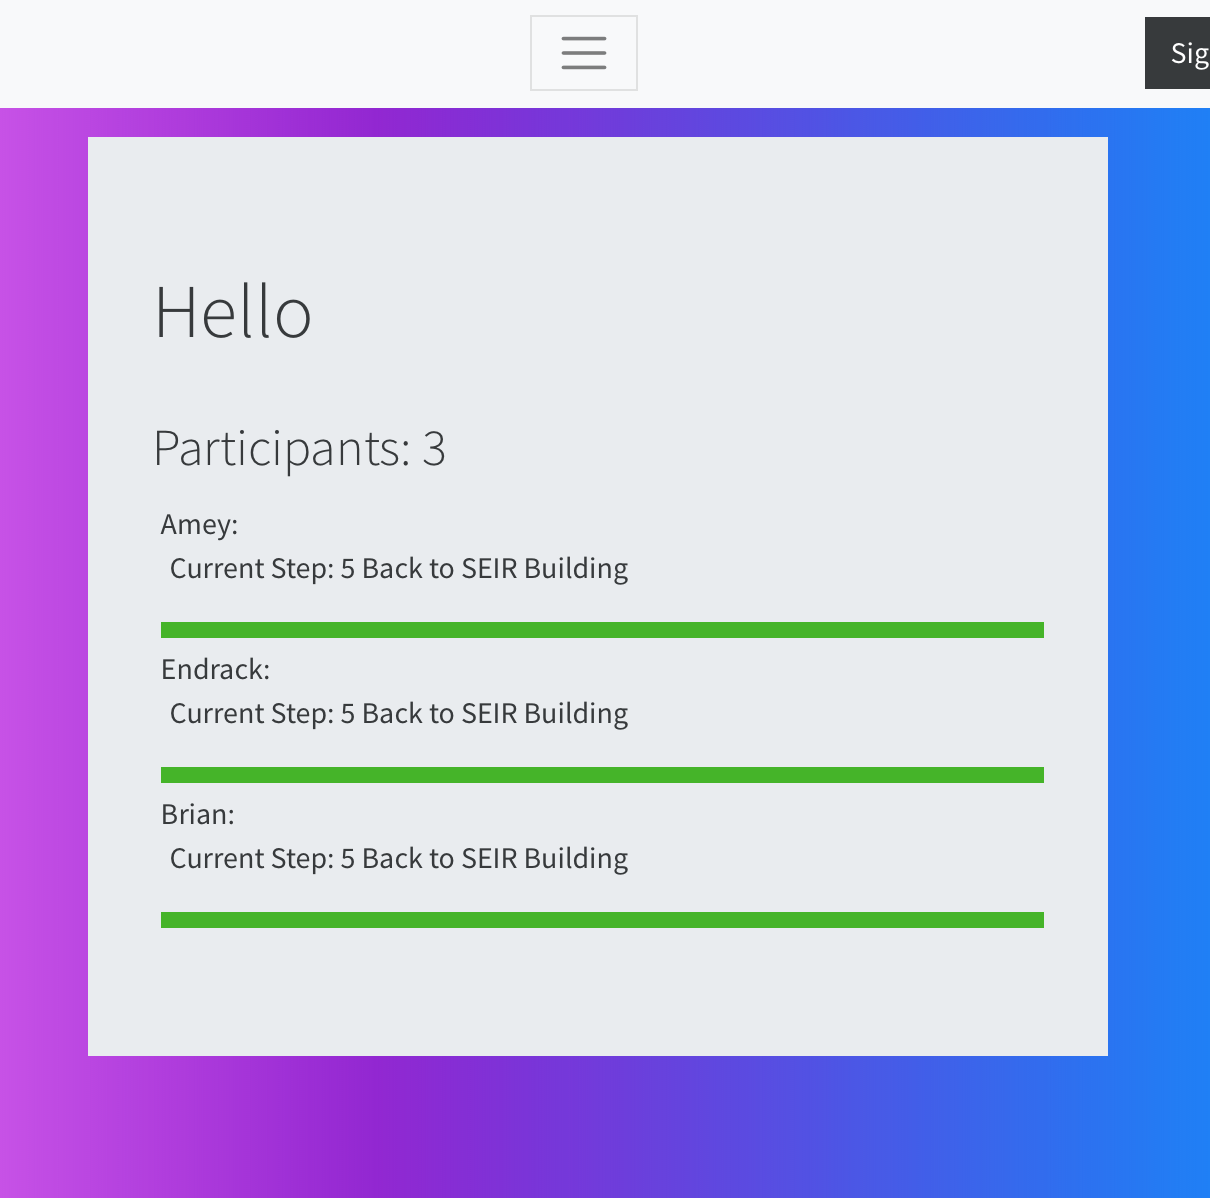 Sig
Hello
Participants: 3
Amey:
Current Step: 5 Back to SEIR Building
Endrack:
Current Step: 5 Back to SEIR Building
Brian:
Current Step: 5 Back to SEIR Building